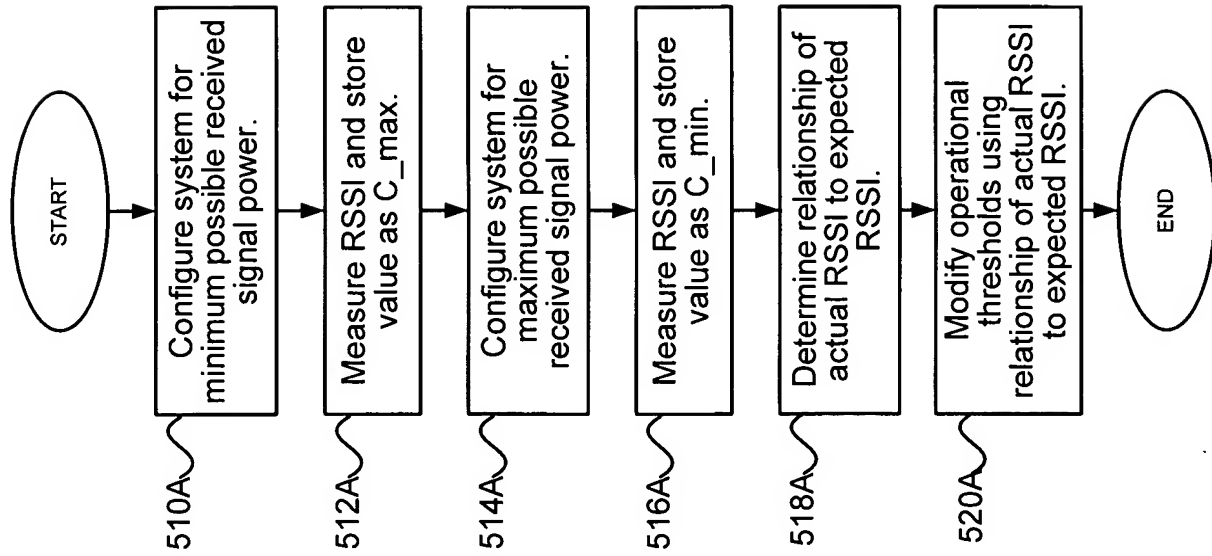 START
510A
Configure system for
minimum possible received
signal power.
512A
Measure RSSI and store
value as C_max.
514A
Configure system for
maximum possible
received signal power.
516A
Measure RSSI and store
value as C_min.
518A
Determine relationship of
actual RSSI to expected
RSSI.
520A
Modify operational
thresholds using
relationship of actual RSSI
to expected RSSI.
END